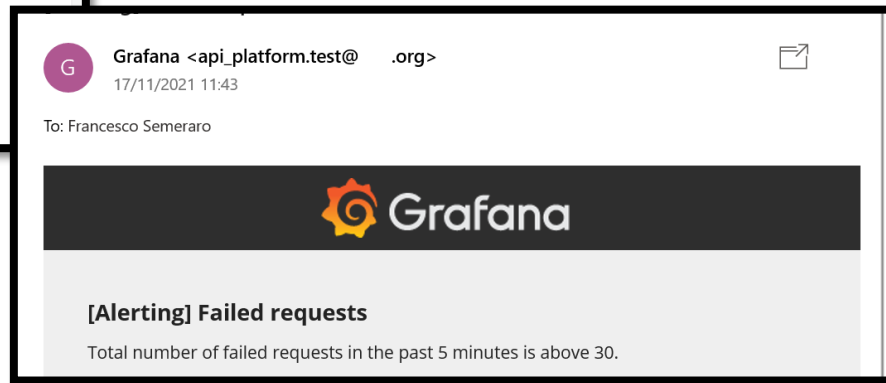 G
Grafana <api_platform.test@ .org>
17/11/2021 11:43
To: Francesco Semeraro
Grafana
[Alerting] Failed requests
Total number of failed requests in the past 5 minutes is above 30.